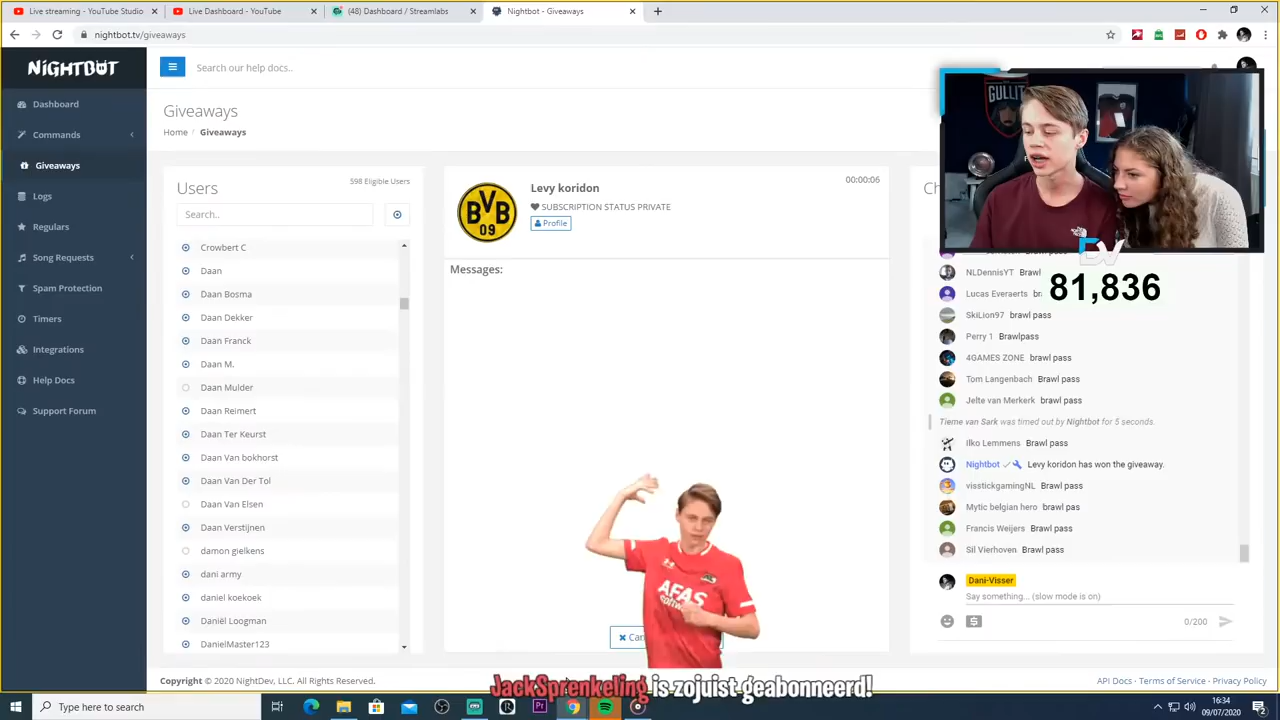 Live streaming - YouTube Studio
Live Dashboard - YouTube
(48) Dashboard / Streamlabs
Nightbot - Giveaways
nightbot.tv/giveaways
NiGHTBOT
Search our help docs..
Dashboard
Commands
Giveaways
Logs
Regulars
Song Requests
Spam Protection
Timers
Integrations
Help Docs
Support Forum
Giveaways
Home / Giveaways
Users
598 Eligible Users
Search..
Crowbert C
Daan
Daan Bosma
Daan Dekker
Daan Franck
Daan M.
Daan Mulder
Daan Reimert
Daan Ter Keurst
Daan Van bokhorst
Daan Van Der Tol
Daan Van Elsen
Daan Verstijnen
damon gielkens
dani army
daniel koekoek
Daniël Loogman
DanielMaster123
BVB
09
Levy koridon
00:00:06
SUBSCRIPTION STATUS PRIVATE
Profile
Messages:
AFAS
software
JackSprenkeling is zojuist geabonneerd!
GULLIT
DV
81,836
NLDennisYT Brawl
Lucas Everaerts br
SkiLion97 brawl pass
Perry 1 Brawlpass
4GAMES ZONE brawl pass
Tom Langenbach Brawl pass
Jelte van Merkerk brawl pass
Tieme van Sark was timed out by Nightbot for 5 seconds.
Ilko Lemmens Brawl pass
Nightbot Levy koridon has won the giveaway.
visstickgamingNL Brawl pass
Mytic belgian hero brawl pas
Francis Weijers Brawl pass
Sil Vierhoven Brawl pass
Dani-Visser
Say something... (slow mode is on)
0/200
Copyright © 2020 NightDev, LLC. All Rights Reserved.
API Docs - Terms of Service - Privacy Policy
Type here to search
16:34
09/07/2020